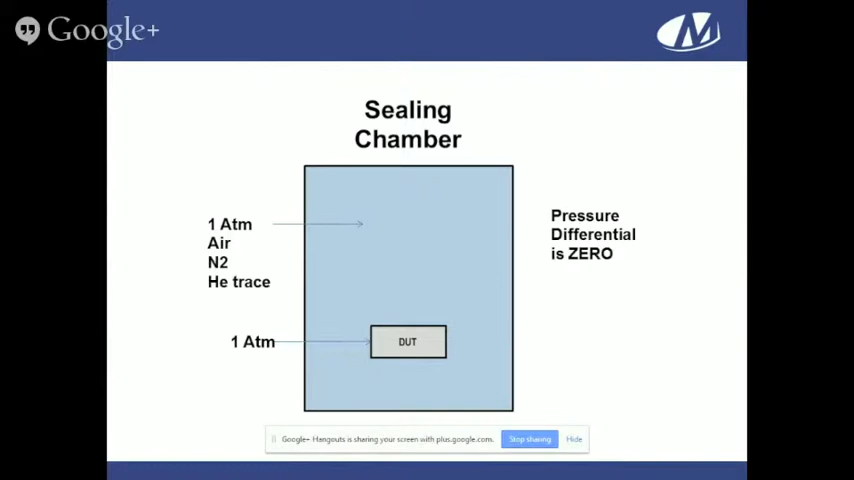 Google+
M
Sealing
Chamber
1 Atm
Air
N2
He trace
Pressure
Differential
is ZERO
1 Atm
DUT
Google+ Hangouts is sharing your screen with plus.google.com.
Stop sharing
Hide